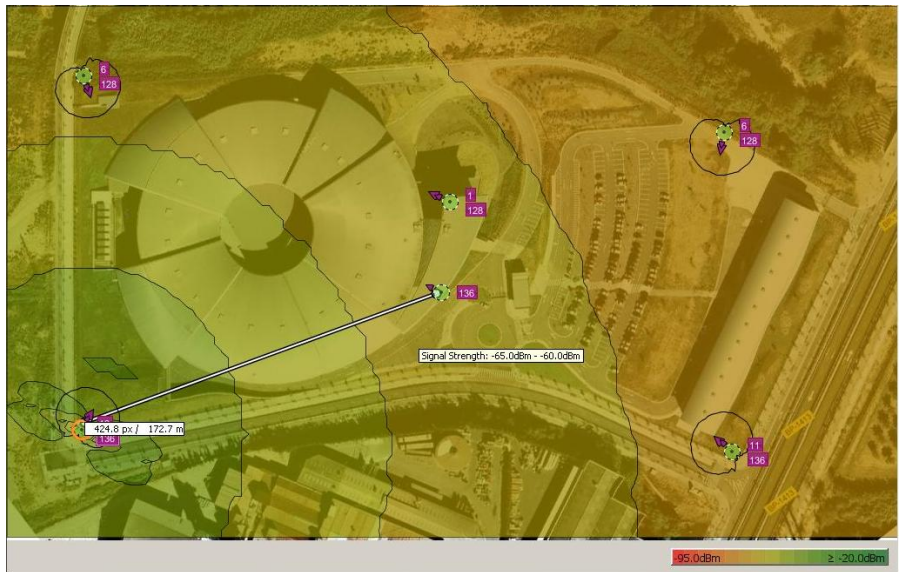 6
128
6
128
1
128
136
Signal Strength: -65.0dBm - -60.0dBm
424.8 px / 172.7 m
136
11
136
-95.0dBm
≥ -20.0dBm